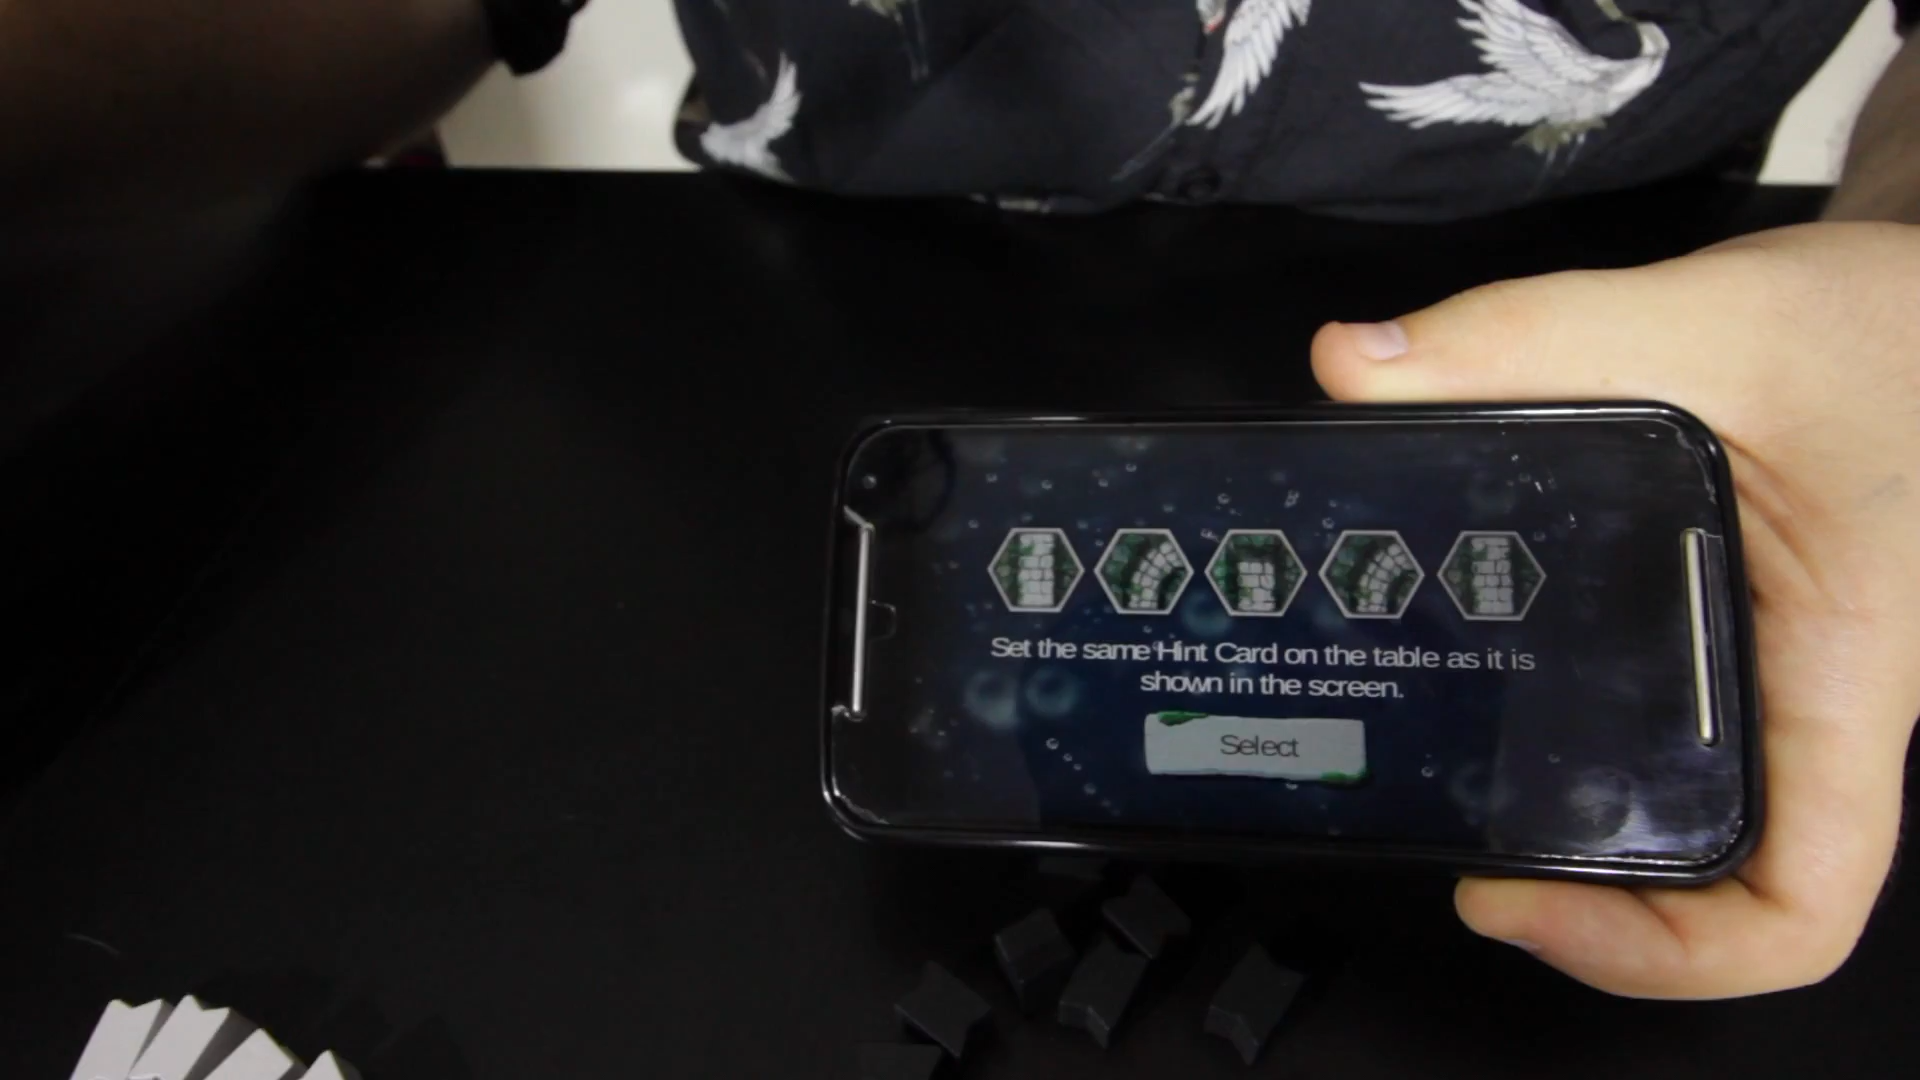 Set the same Hint Card on the table as it is
shown in the screen.
Select